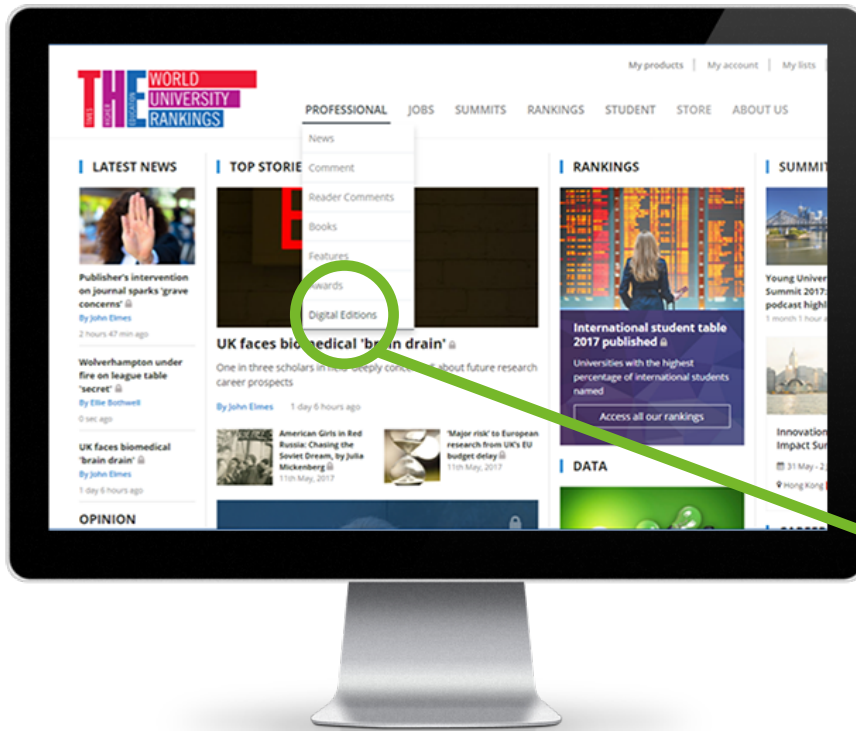 My products | My account | My lists
TIMES HIGHER EDUCATION
THE
WORLD
UNIVERSITY
RANKINGS
PROFESSIONAL JOBS SUMMITS RANKINGS STUDENT STORE ABOUT US
News
Comment
Reader Comments
Books
Features
Awards
Digital Editions
LATEST NEWS
Publisher's intervention
on journal sparks 'grave
concerns'
By John Elmes
2 hours 47 min ago
Wolverhampton under
fire on league table
'secret'
By Ellie Bothwell
0 sec ago
UK faces biomedical
'brain drain'
By John Elmes
1 day 6 hours ago
OPINION
TOP STORIE
UK faces biomedical 'brain drain'
One in three scholars in deeply about future research
career prospects
By John Elmes 1 day 6 hours ago
American Girls in Red
Russia: Chasing the
Soviet Dream, by Julia
Mickenberg
11th May, 2017
'Major risk' to European
research from UK's EU
budget delay
11th May, 2017
RANKINGS
International student table
2017 published
Universities with the highest
percentage of international students
named
Access all our rankings
DATA
SUMMIT
Young Univer
Summit 2017:
podcast highl
1 month 1 hour a
Innovation
Impact Sur
31 May - 2 J
Hong Kong